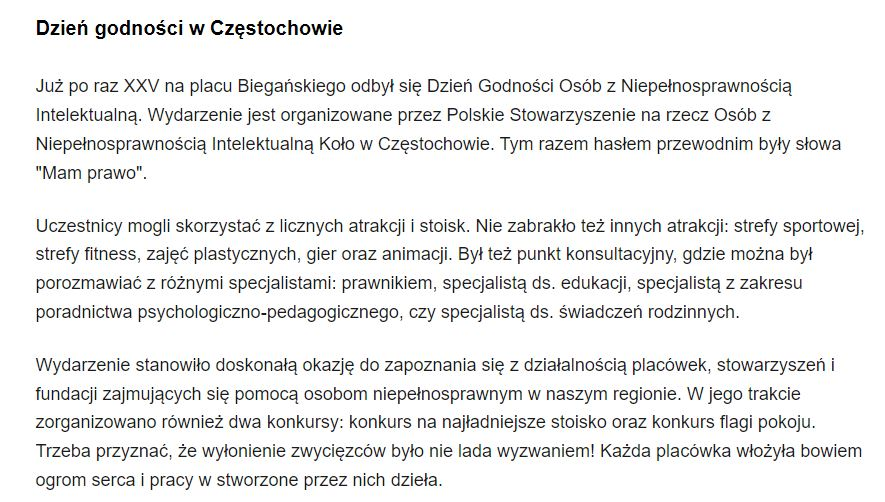 Dzień godności w Częstochowie
Już po raz XXV na placu Biegańskiego odbył się Dzień Godności Osób z Niepełnosprawnością
Intelektualną. Wydarzenie jest organizowane przez Polskie Stowarzyszenie na rzecz Osób z
Niepełnosprawnością Intelektualną Koło w Częstochowie. Tym razem hasłem przewodnim były słowa
"Mam prawo".
Uczestnicy mogli skorzystać z licznych atrakcji i stoisk. Nie zabrakło też innych atrakcji: strefy sportowej,
strefy fitness, zajęć plastycznych, gier oraz animacji. Był też punkt konsultacyjny, gdzie można był
porozmawiać z różnymi specjalistami: prawnikiem, specjalistą ds. edukacji, specjalistą z zakresu
poradnictwa psychologiczno-pedagogicznego, czy specjalistą ds. świadczeń rodzinnych.
Wydarzenie stanowiło doskonałą okazję do zapoznania się z działalnością placówek, stowarzyszeń i
fundacji zajmujących się pomocą osobom niepełnosprawnym w naszym regionie. W jego trakcie
zorganizowano również dwa konkursy: konkurs na najładniejsze stoisko oraz konkurs flagi pokoju.
Trzeba przyznać, że wyłonienie zwycięzców było nie lada wyzwaniem! Każda placówka włożyła bowiem
ogrom serca i pracy w stworzone przez nich dzieła.